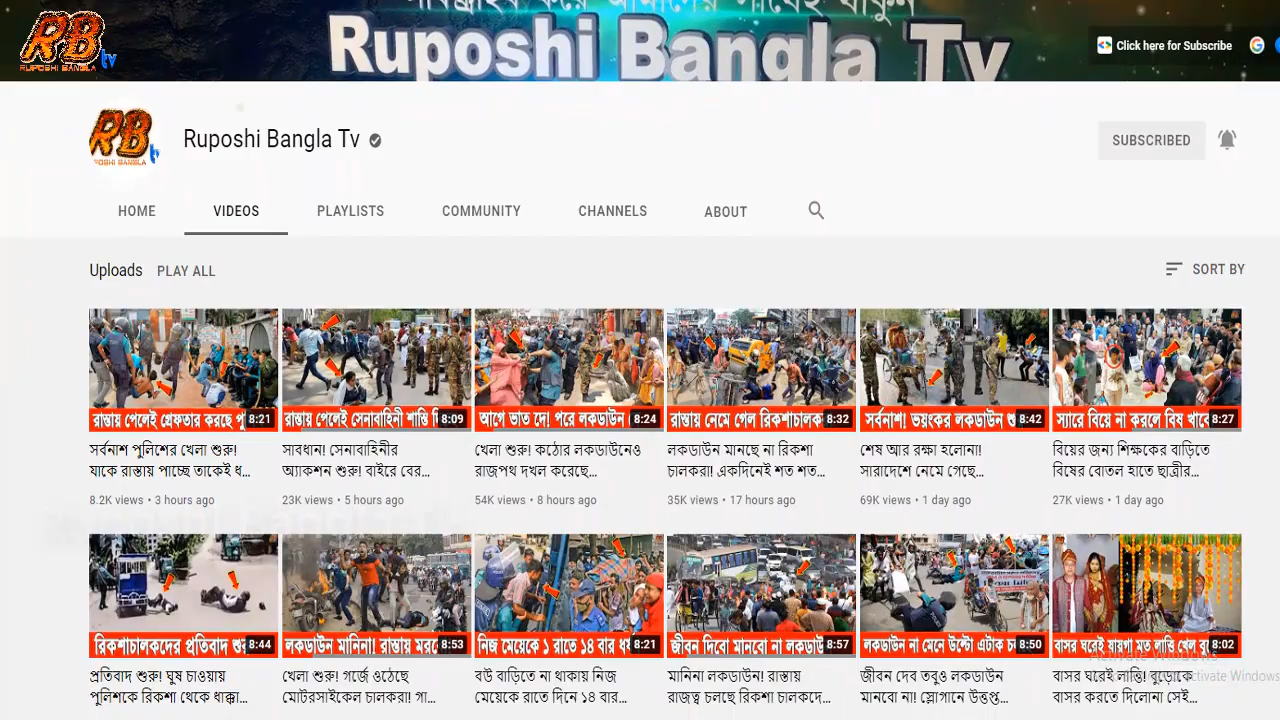 Ruposhi Bangla Tv
RB
RUPOSHI BANGLA tv
Click here for Subscribe
RB
tv
Ruposhi Bangla Tv
SUBSCRIBED
HOME VIDEOS PLAYLISTS COMMUNITY CHANNELS ABOUT
Uploads PLAY ALL
SORT BY
রাস্তায় পেলেই গ্রেফতার করছে পু 8:21
রাস্তায় পেলেই সেনাবাহিনী শাস্তি 8:09
আগে ভাত দো! পরে লকডাউন 8:24
রাস্তায় নেমে গেল রিকশাচালক 8:32
সর্বনাশ! ভয়ংকর লকডাউন শু 8:42
স্যারে বিয়ে না করলে বিষ খাবে 8:27
সর্বনাশ পুলিশের খেলা শুরু!
যাকে রাস্তায় পাচ্ছে তাকেই ধ...
সাবধান! সেনাবাহিনীর
অ্যাকশন শুরু! বাইরে বের...
খেলা শুরু! কঠোর লকডাউনেও
রাজপথ দখল করেছে...
লকডাউন মানছে না রিকশা
চালকরা! একদিনেই শত শত...
শেষ আর রক্ষা হলোনা!
সারাদেশে নেমে গেছে...
বিয়ের জন্য শিক্ষকের বাড়িতে
বিষের বোতল হাতে ছাত্রীর...
8.2K views • 3 hours ago
23K views • 5 hours ago
54K views • 8 hours ago
35K views • 17 hours ago
69K views • 1 day ago
27K views • 1 day ago
রিকশাচালকদের প্রতিবাদ শু 8:44
লকডাউন মানিনা! রাস্তায় মরবে 8:53
নিজ মেয়েকে ১ রাতে ১৪ বার ধ 8:21
জীবন দিবো মানবো না লকডাউ 8:57
লকডাউন না মেনে উল্টো এটাক 8:50
বাসর ঘরেই 8:02
প্রতিবাদ শুরু! ঘুষ চাওয়ায়
পুলিশকে রিকশা থেকে ধাক্কা...
খেলা শুরু! গর্জে ওঠেছে
মোটরসাইকেল চালকরা! গা...
বউ বাড়িতে না থাকায় নিজ
মেয়েকে রাতে দিনে ১৪ বার...
মানিনা লকডাউন! রাস্তায়
রাজত্ব চলছে রিকশা চালকদে...
জীবন দেব তবুও লকডাউন
মানবো না! স্লোগানে উত্তপ্ত...
বাসর ঘরেই লাত্তি! বুড়োকে
বাসর করতে দিলোনা সেই...
Activate Windows